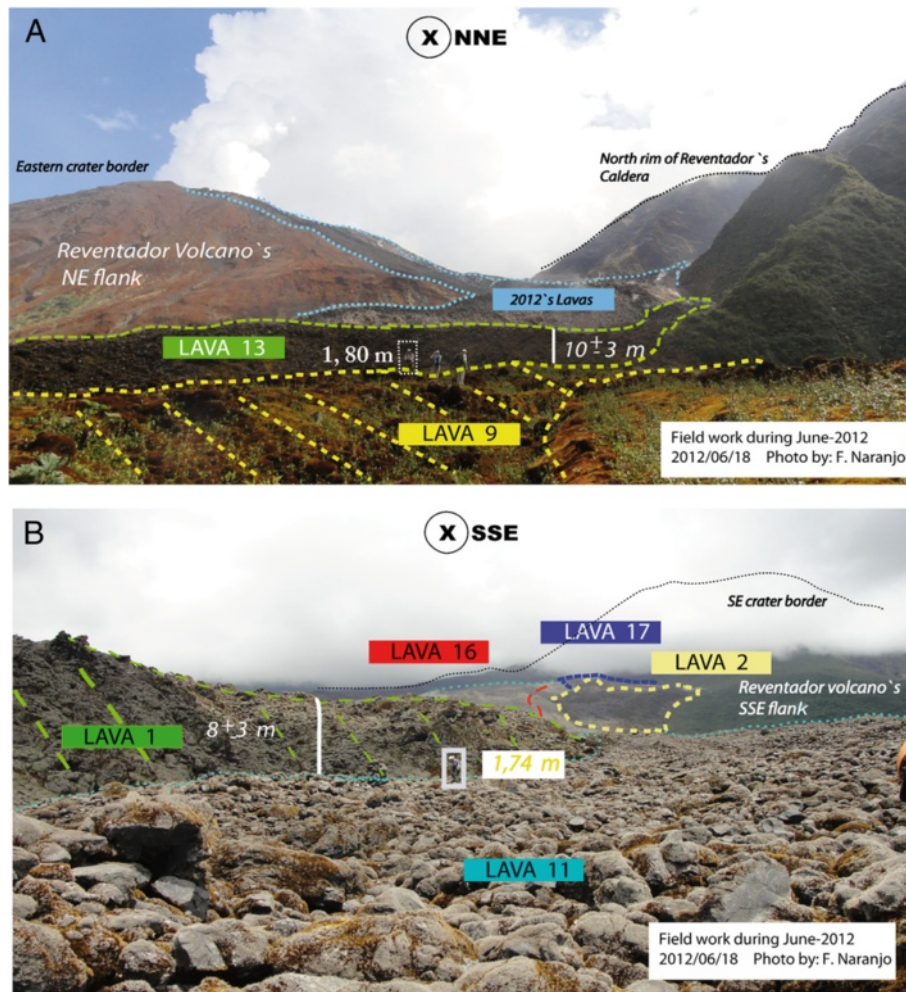 A
X NNE
Eastern crater border
North rim of Reventador `s
Caldera
Reventador Volcano`s
NE flank
2012`s Lavas
LAVA 13
1, 80 m
10 ± 3 m
LAVA 9
Field work during June-2012
2012/06/18 Photo by: F. Naranjo
B
X SSE
SE crater border
LAVA 17
LAVA 16
LAVA 2
Reventador volcano`s
SSE flank
8 ± 3 m
LAVA 1
1,74 m
LAVA 11
Field work during June-2012
2012/06/18 Photo by: F. Naranjo